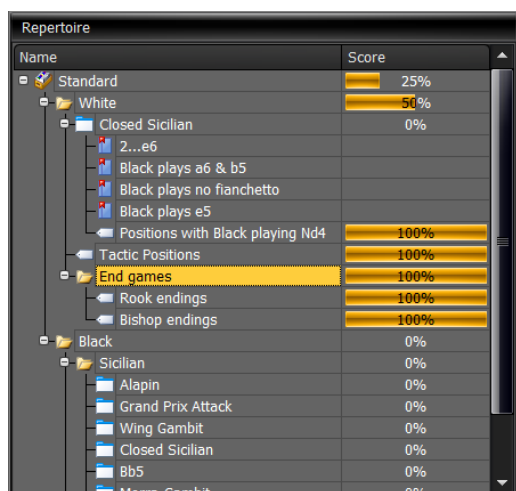 Repertoire
Name Score
Standard 25%
White 50%
Closed Sicilian 0%
2...e6
Black plays a6 & b5
Black plays no fianchetto
Black plays e5
Positions with Black playing Nd4 100%
Tactic Positions 100%
End games 100%
Rook endings 100%
Bishop endings 100%
Black 0%
Sicilian 0%
Alapin 0%
Grand Prix Attack 0%
Wing Gambit 0%
Closed Sicilian 0%
Bb5 0%
Morra Gambit 0%